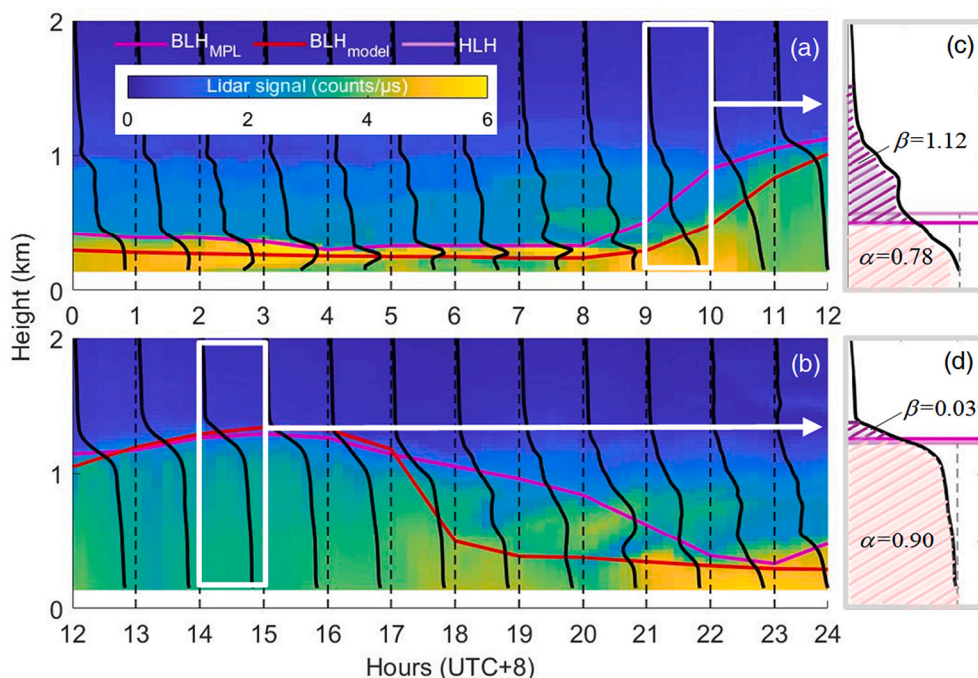 2
BLH_MPL BLH_model HLH
(a)
(c)
Lidar signal (counts/μs)
0 2 4 6
β=1.12
1
α=0.78
0
0 1 2 3 4 5 6 7 8 9 10 11 12
Height (km)
2
(b)
(d)
β=0.03
1
α=0.90
0
12 13 14 15 16 17 18 19 20 21 22 23 24
Hours (UTC+8)